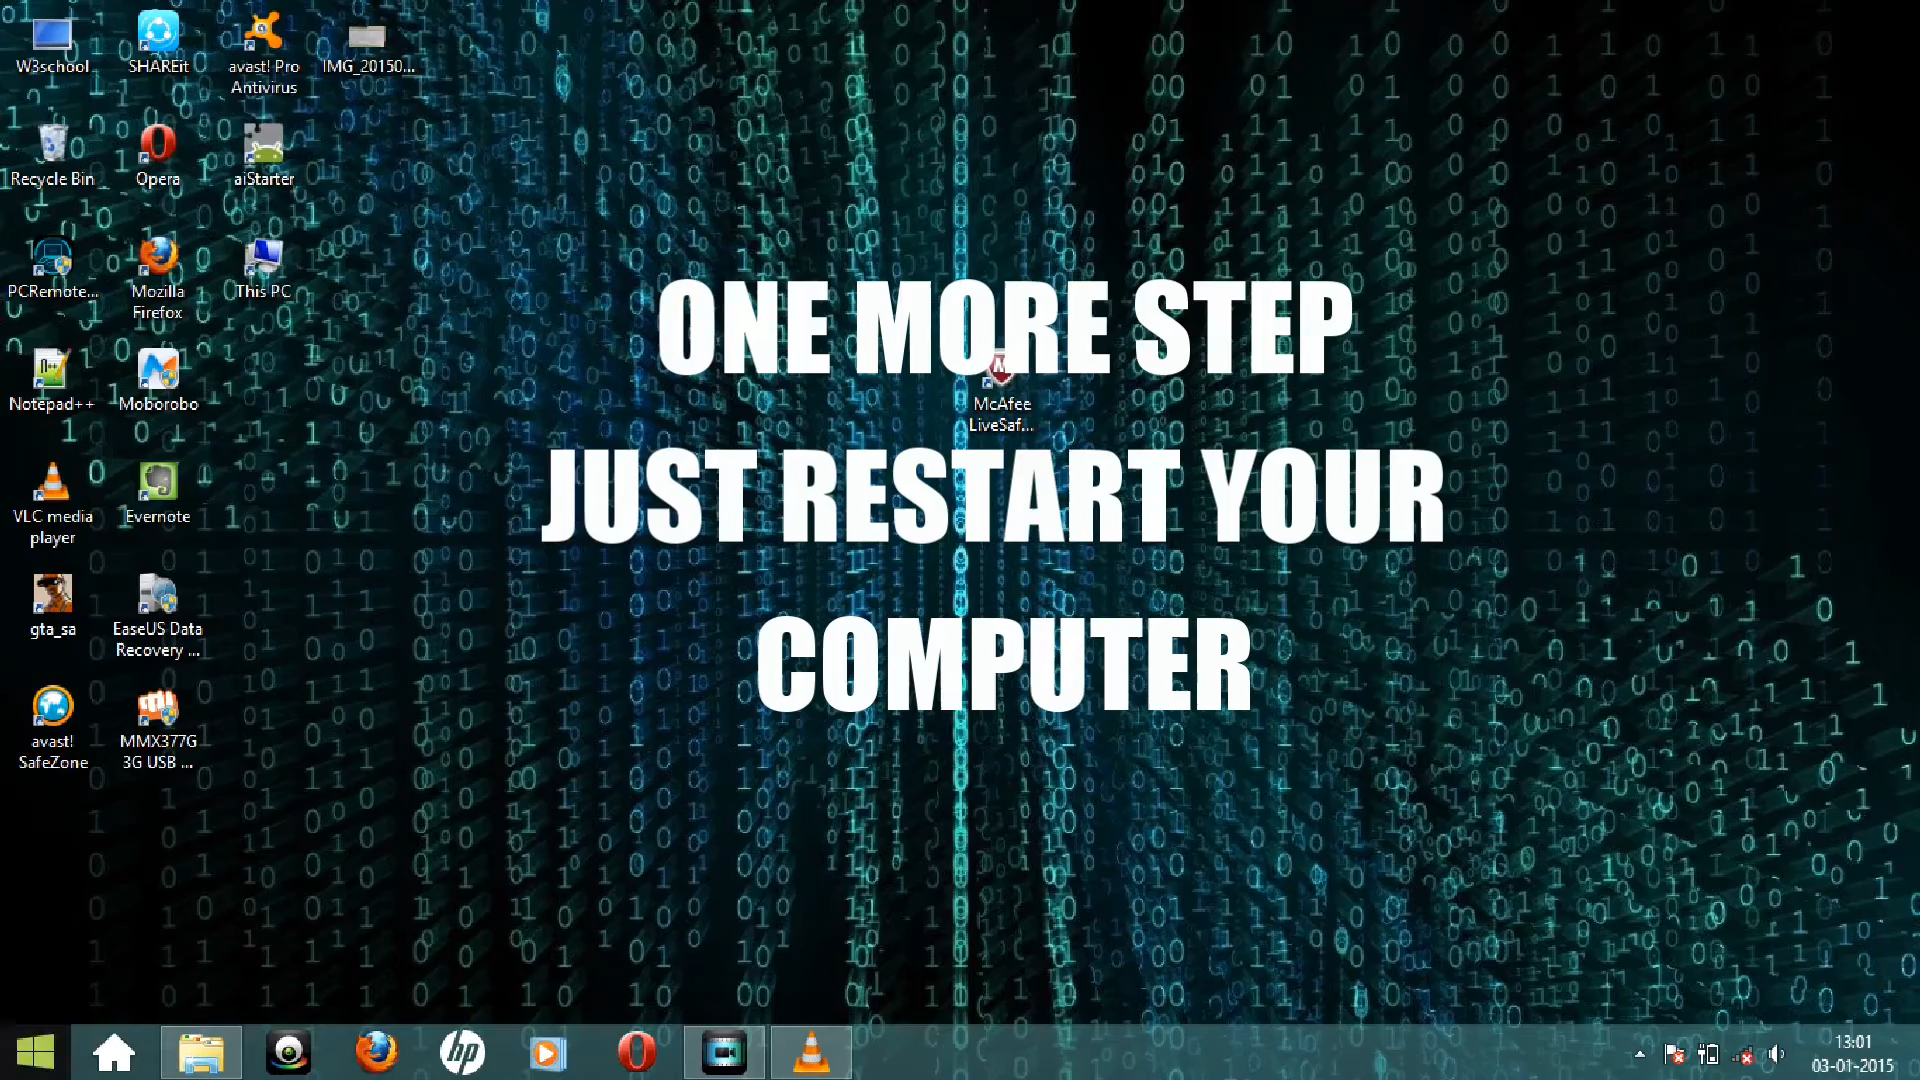 W3school
SHAREit
avast! Pro
Antivirus
IMG_20150...
Recycle Bin
Opera
aiStarter
PCRemote...
Mozilla
Firefox
This PC
Notepad++
Moborobo
VLC media
player
Evernote
gta_sa
EaseUS Data
Recovery ...
avast!
SafeZone
MMX377G
3G USB ...
ONE MORE STEP
McAfee
LiveSaf...
JUST RESTART YOUR
COMPUTER
hp
13:01
03-01-2015